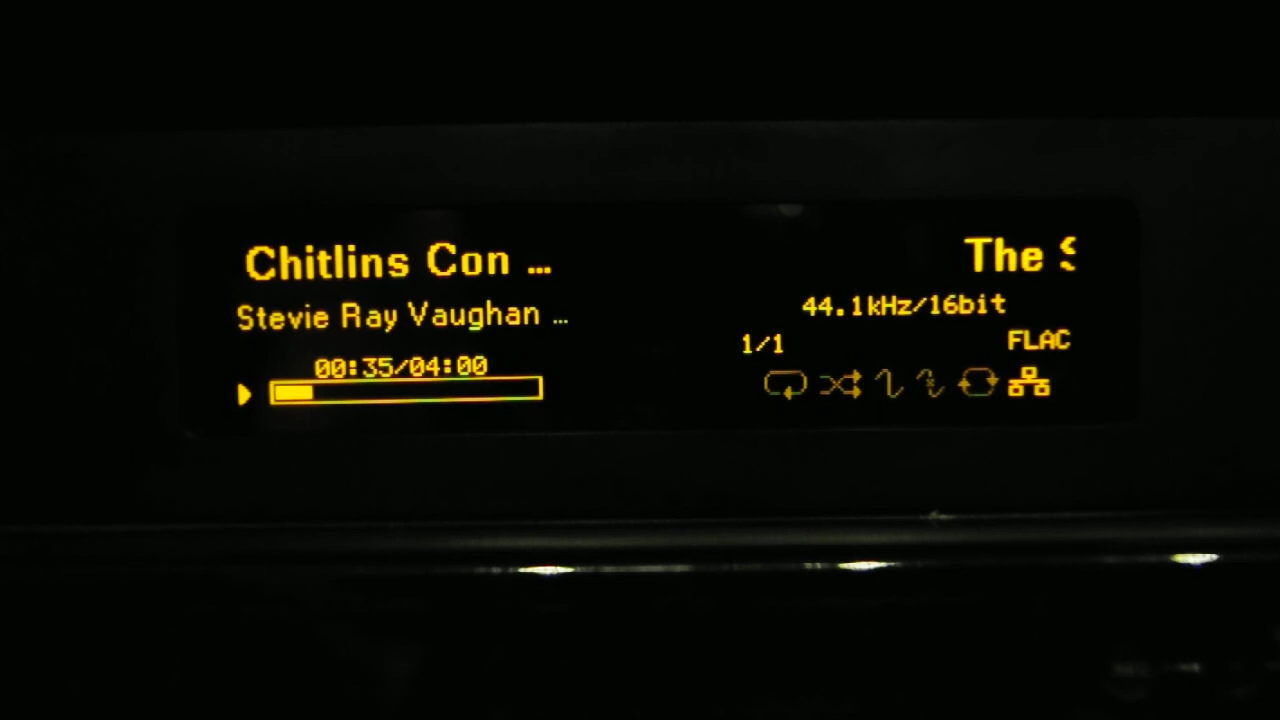 Chitlins Con ...
The S
Stevie Ray Vaughan ...
44.1kHz/16bit
1/1
FLAC
00:35/04:00